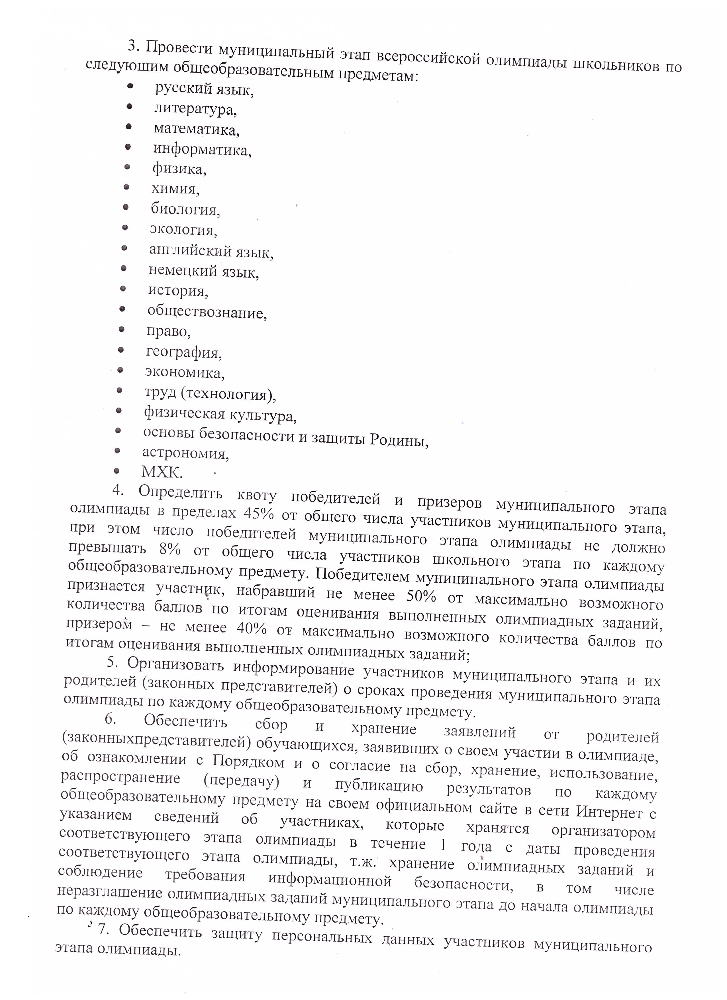 3. Провести муниципальный этап всероссийской олимпиады школьников по
следующим общеобразовательным предметам:
• русский язык,
• литература,
• математика,
• информатика,
• физика,
• химия,
• биология,
• экология,
• английский язык,
• немецкий язык,
• история,
• обществознание,
• право,
• география,
• экономика,
• труд (технология),
• физическая культура,
• основы безопасности и защиты Родины,
• астрономия,
• МХК.
4. Определить квоту победителей и призеров муниципального этапа
олимпиады в пределах 45% от общего числа участников муниципального этапа,
при этом число победителей муниципального этапа олимпиады не должно
превышать 8% от общего числа участников школьного этапа по каждому
общеобразовательному предмету. Победителем муниципального этапа олимпиады
признается участник, набравший не менее 50% от максимально возможного
количества баллов по итогам оценивания выполненных олимпиадных заданий,
призером – не менее 40% от максимально возможного количества баллов по
итогам оценивания выполненных олимпиадных заданий;
5. Организовать информирование участников муниципального этапа и их
родителей (законных представителей) о сроках проведения муниципального этапа
олимпиады по каждому общеобразовательному предмету.
6. Обеспечить сбор и хранение заявлений от родителей
(законныхпредставителей) обучающихся, заявивших о своем участии в олимпиаде,
об ознакомлении с Порядком и о согласие на сбор, хранение, использование,
распространение (передачу) и публикацию результатов по каждому
общеобразовательному предмету на своем официальном сайте в сети Интернет с
указанием сведений об участниках, которые хранятся организатором
соответствующего этапа олимпиады в течение 1 года с даты проведения
соответствующего этапа олимпиады, т.ж. хранение олимпиадных заданий и
соблюдение требования информационной безопасности, в том числе
неразглашение олимпиадных заданий муниципального этапа до начала олимпиады
по каждому общеобразовательному предмету.
7. Обеспечить защиту персональных данных участников муниципального
этапа олимпиады.